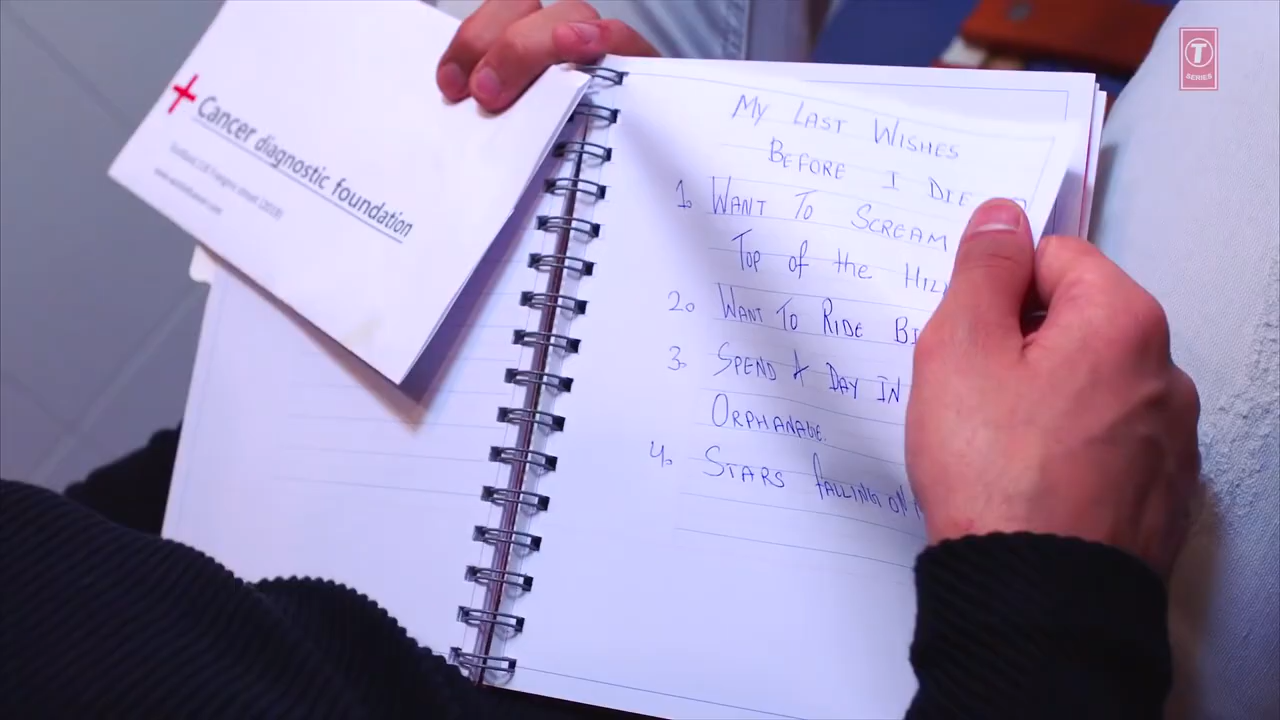 Cancer diagnostic foundation
MY LAST WISHES
BEFORE I DIE
1. WANT TO SCREAM
TOP OF the HILL
2. WANT TO RIDE
3. SPEND A DAY IN
ORPHANAGE.
4. STARS FALLING ON
T
SERIES